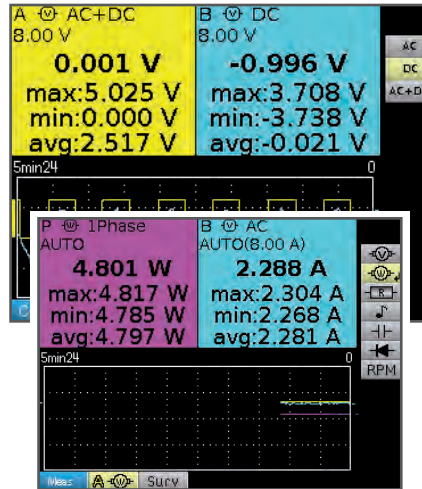 A V AC+DC
8.00 V
0.001 V
max:5.025 V
min:0.000 V
avg:2.517 V
B V DC
8.00 V
-0.996 V
max:3.708 V
min:-3.738 V
avg:-0.021 V
AC
DC
AC+D
5min24 0
P W 1Phase
AUTO
4.801 W
max:4.817 W
min:4.785 W
avg:4.797 W
B V AC
AUTO(8.00 A)
2.288 A
max:2.304 A
min:2.268 A
avg:2.281 A
V
W
R
RPM
5min24 0
Meas A W Surv